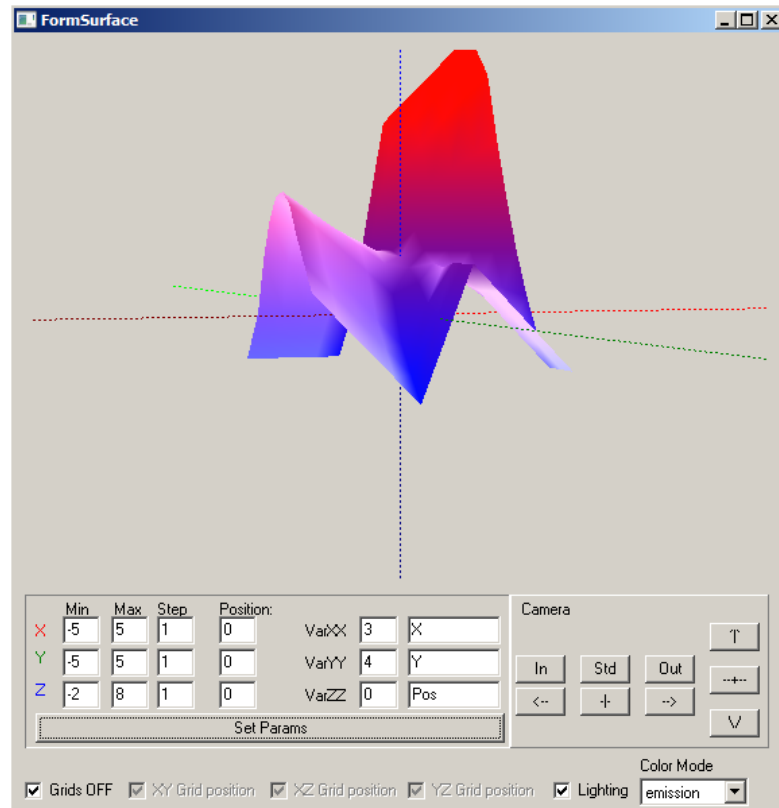 FormSurface
Min Max Step Position:
X -5 5 1 0 VarXX 3 X
Y -5 5 1 0 VarYY 4 Y
Z -2 8 1 0 VarZZ 0 Pos
Set Params
Camera
In Std Out
<-- -|- -->
--+--
Grids OFF XY Grid position XZ Grid position YZ Grid position Lighting
Color Mode
emission